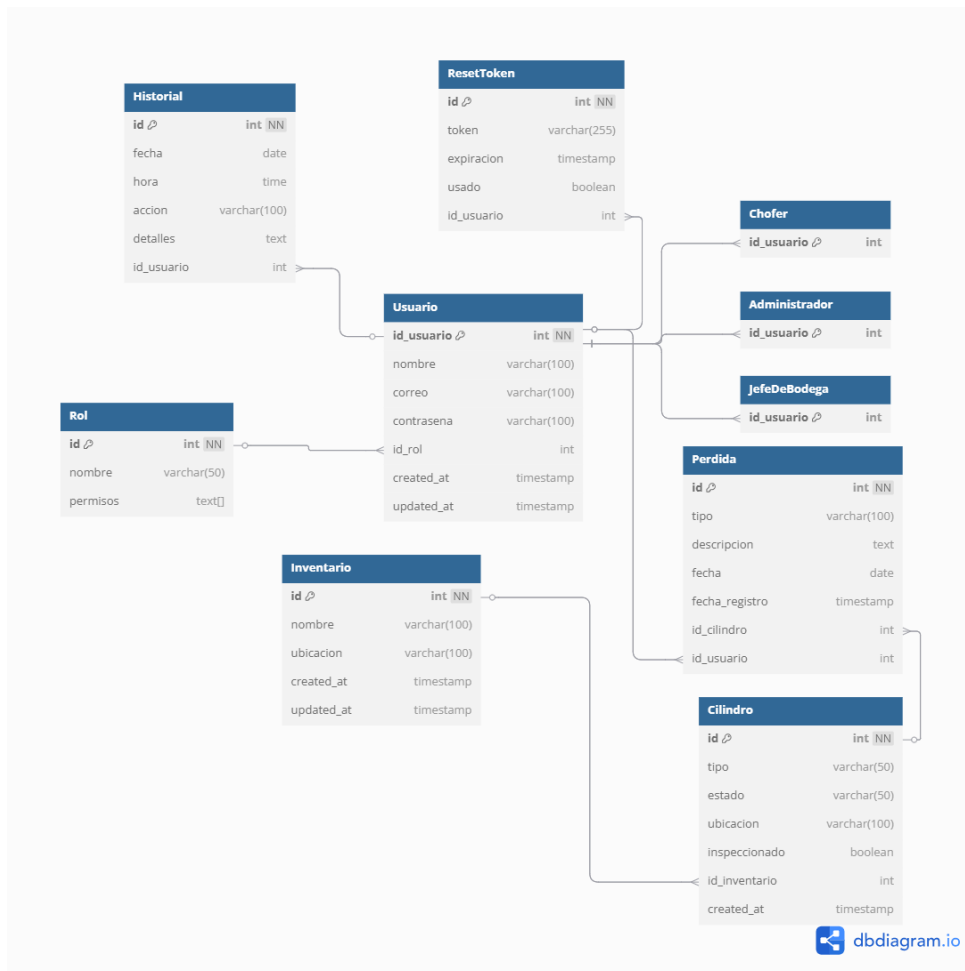 ResetToken
id int NN
token varchar(255)
expiracion timestamp
usado boolean
id_usuario int
Historial
id int NN
fecha date
hora time
accion varchar(100)
detalles text
id_usuario int
Chofer
id_usuario int
Administrador
id_usuario int
JefeDeBodega
id_usuario int
Usuario
id_usuario int NN
nombre varchar(100)
correo varchar(100)
contrasena varchar(100)
id_rol int
created_at timestamp
updated_at timestamp
Rol
id int NN
nombre varchar(50)
permisos text[]
Perdida
id int NN
tipo varchar(100)
descripcion text
fecha date
fecha_registro timestamp
id_cilindro int
id_usuario int
Inventario
id int NN
nombre varchar(100)
ubicacion varchar(100)
created_at timestamp
updated_at timestamp
Cilindro
id int NN
tipo varchar(50)
estado varchar(50)
ubicacion varchar(100)
inspeccionado boolean
id_inventario int
created_at timestamp
dbdiagram.io